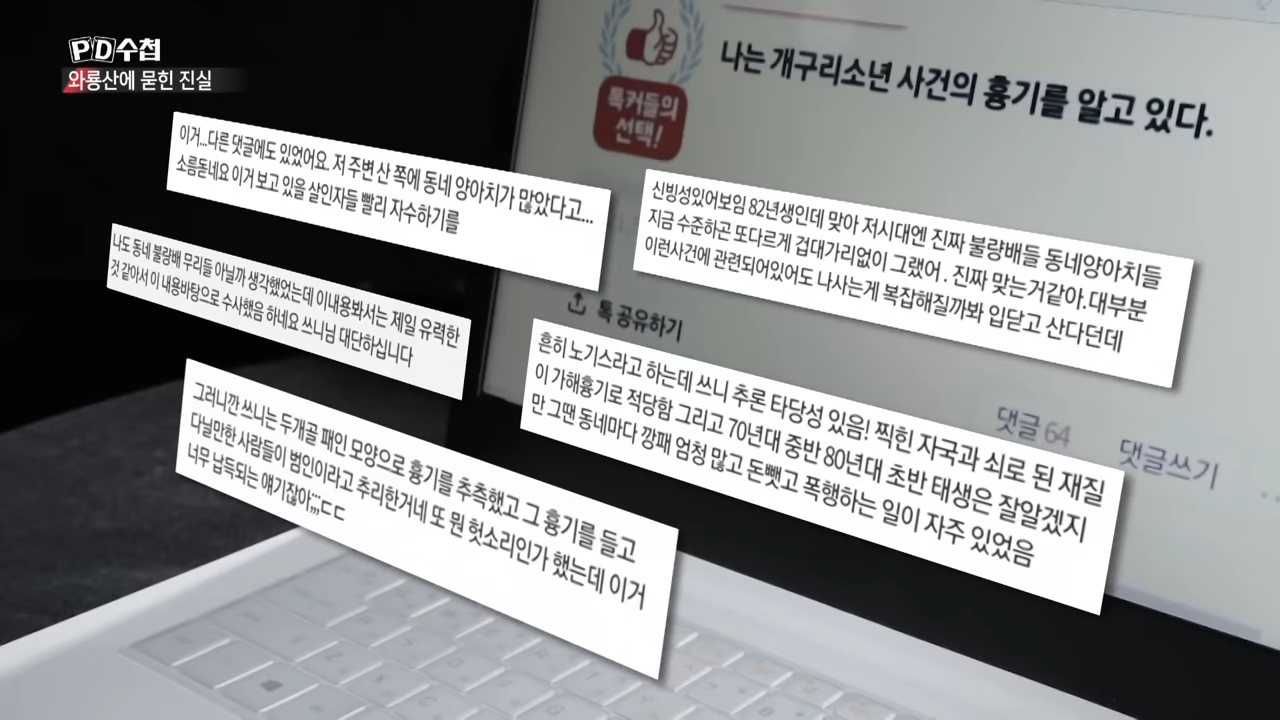 PD수첩
와룡산에 묻힌 진실
톡커들의
선택!
나는 개구리소년 사건의 흉기를 알고 있다.
이거...다른 댓글에도 있었어요. 저 주변 산 쪽에 동네 양아치가 많았다고...
소름돋네요 이거 보고 있을 살인자들 빨리 자수하기를
신빙성있어보임 82년생인데 맞아 저시대엔 진짜 불량배들 동네양아치들
지금 수준하곤 또다르게 겁대가리없이 그랬어. 진짜 맞는거같아. 대부분
이런사건에 관련되어있어도 나사는게 복잡해질까봐 입닫고 산다던데
나도 동네 불량배 무리들 아닐까 생각했었는데 이내용봐서는 제일 유력한
것 같아서 이 내용바탕으로 수사했음 하네요 쓰니님 대단하십니다
톡 공유하기
흔히 노기스라고 하는데 쓰니 추론 타당성 있음! 찍힌 자국과 쇠로 된 재질
이 가해흉기로 적당함 그리고 70년대 중반 80년대 초반 태생은 잘알겠지
만 그땐 동네마다 깡패 엄청 많고 돈뺏고 폭행하는 일이 자주 있었음
댓글 64
댓글쓰기
그러니깐 쓰니는 두개골 패인 모양으로 흉기를 추측했고 그 흉기를 들고
다닐만한 사람들이 범인이라고 추리한거네 또 뭔 헛소리인가 했는데 이거
너무 납득되는 얘기잖아;;;ㄷㄷ